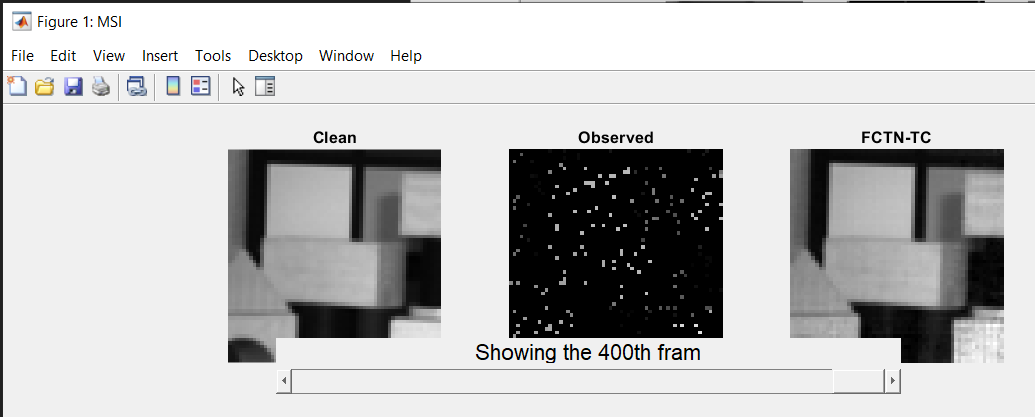 Figure 1: MSI
File Edit View Insert Tools Desktop Window Help
Clean Observed FCTN-TC
Showing the 400th fram